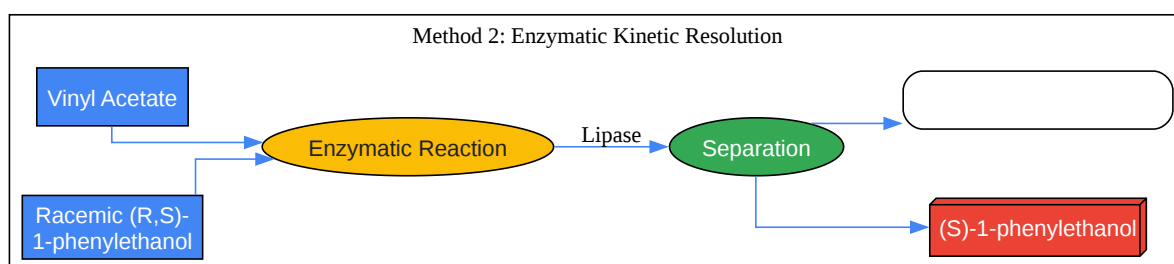 Method 2: Enzymatic Kinetic Resolution
Vinyl Acetate
Enzymatic Reaction
Lipase
Separation
Racemic (R,S)-
1-phenylethanol
(S)-1-phenylethanol